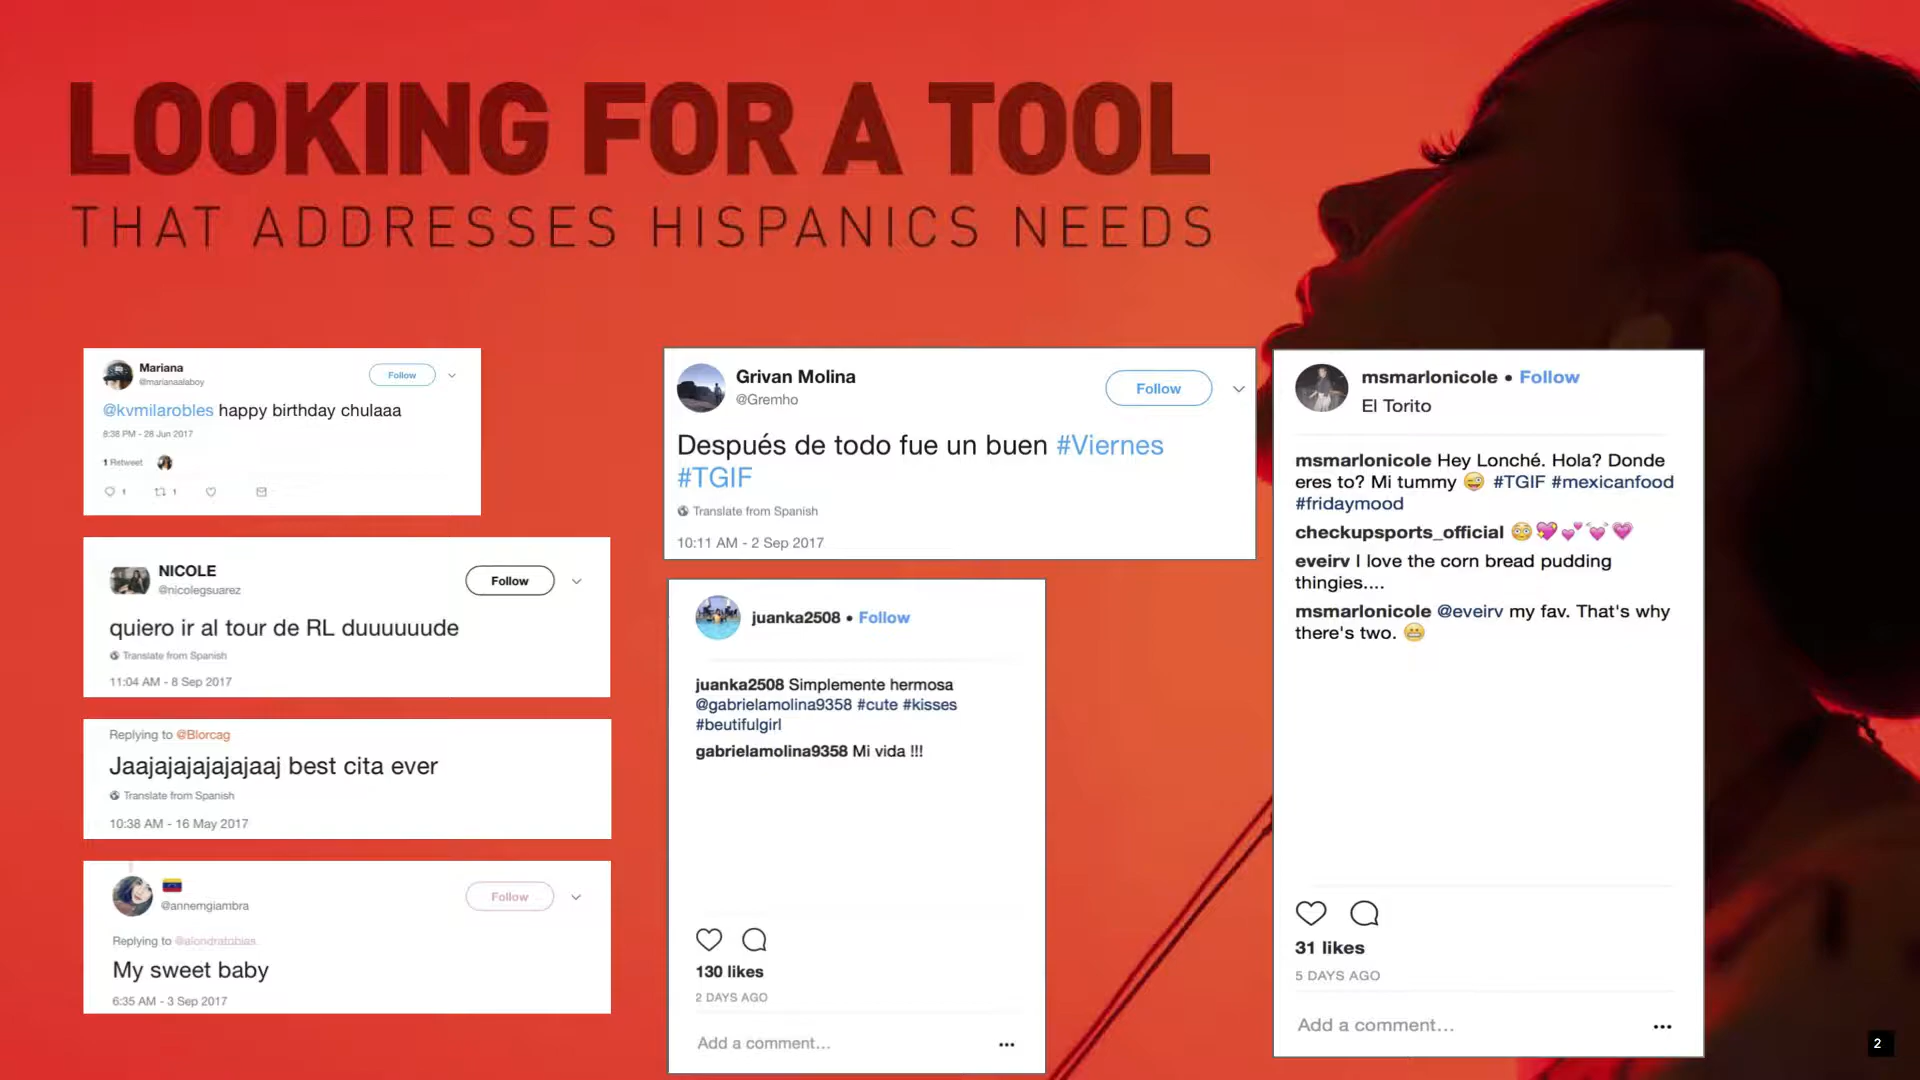 LOOKING FOR A TOOL
THAT ADDRESSES HISPANICS NEEDS
Mariana
@marianaalaboy
Follow
@kvmilarobles happy birthday chulaaa
8:38 PM - 28 Jun 2017
1 Retweet
1
1
NICOLE
@nicolegsuarez
Follow
quiero ir al tour de RL duuuuuude
Translate from Spanish
11:04 AM - 8 Sep 2017
Replying to @Blorcag
Jaajajajajajajaaj best cita ever
Translate from Spanish
10:38 AM - 16 May 2017
@annemgiambra
Follow
Replying to @alondratobias
My sweet baby
6:35 AM - 3 Sep 2017
Grivan Molina
@Gremho
Follow
Después de todo fue un buen #Viernes
#TGIF
Translate from Spanish
10:11 AM - 2 Sep 2017
juanka2508 • Follow
juanka2508 Simplemente hermosa
@gabrielamolina9358 #cute #kisses
#beutifulgirl
gabrielamolina9358 Mi vida !!!
130 likes
2 DAYS AGO
Add a comment...
msmarlonicole • Follow
El Torito
msmarlonicole Hey Lonché. Hola? Donde
eres to? Mi tummy 😜 #TGIF #mexicanfood
#fridaymood
checkupsports_official 😳💖💕💓💗
eveirv I love the corn bread pudding
thingies....
msmarlonicole @eveirv my fav. That's why
there's two. 😬
31 likes
5 DAYS AGO
Add a comment...
2